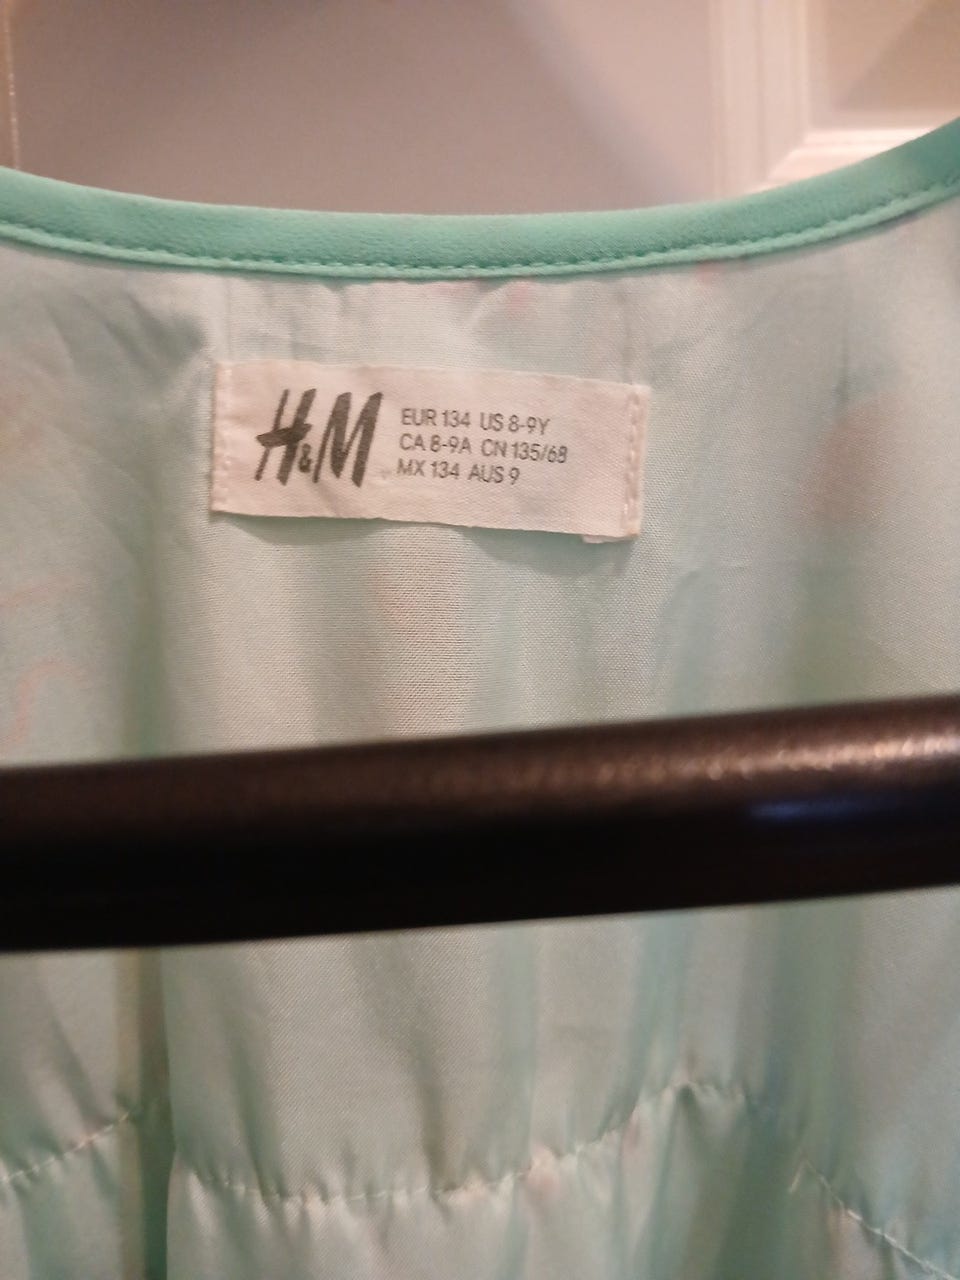 H&M
EUR 134 US 8-9Y
CA 8-9A CN 135/68
MX 134 AUS 9